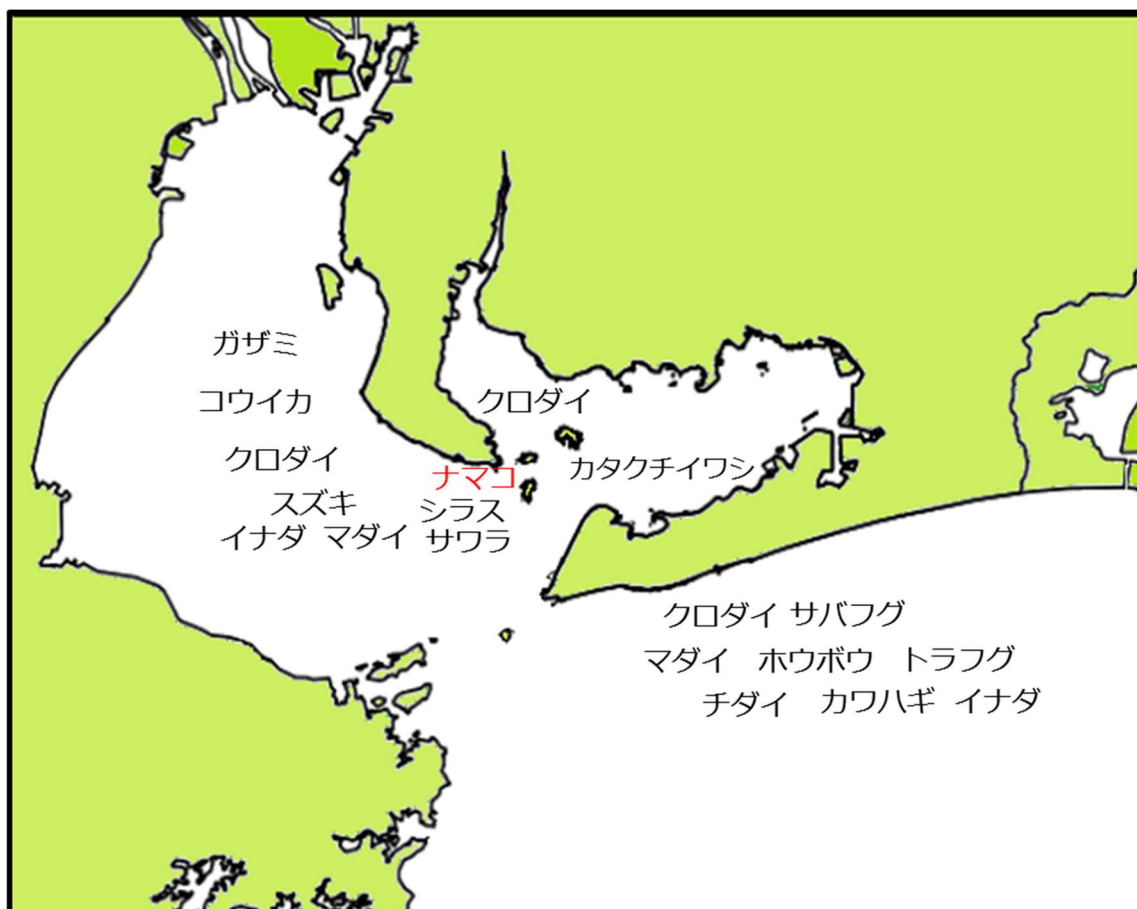 ガザミ
コウイカ
クロダイ
クロダイ
カタクチイワシ
ナマコ
スズキ
シラス
イナダ マダイ サワラ
クロダイ サバフグ
マダイ ホウボウ トラフグ
チダイ カワハギ イナダ